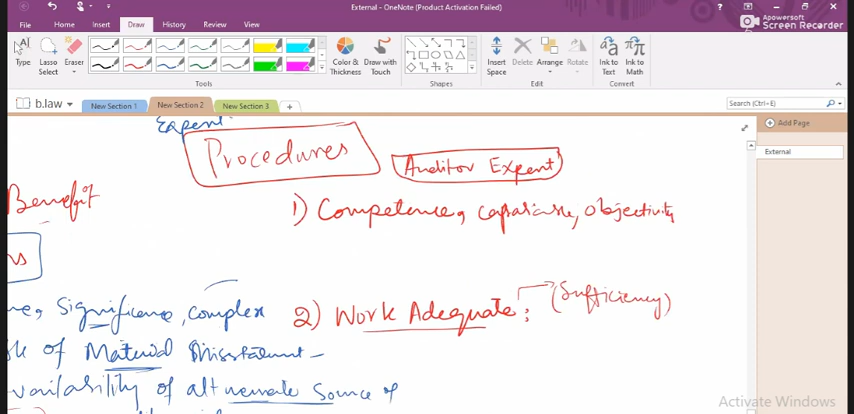 External - OneNote (Product Activation Failed)
File Home Insert Draw History Review View
Apowersoft
Screen Recorder
Type Lasso Select Eraser Color & Thickness Draw with Touch Insert Space Delete Arrange Rotate Ink to Text Ink to Math
Tools Shapes Edit Convert
b.law New Section 1 New Section 2 New Section 3 + Search (Ctrl+E)
Add Page
External
Expert
Procedures
Auditor Expert
Benefit
1) Competence, capabable, objectivity
rs
Significance, complex
2) Work Adequate; (Sufficiency)
of Material Misstatement
availability of alternate source of
Activate Windows